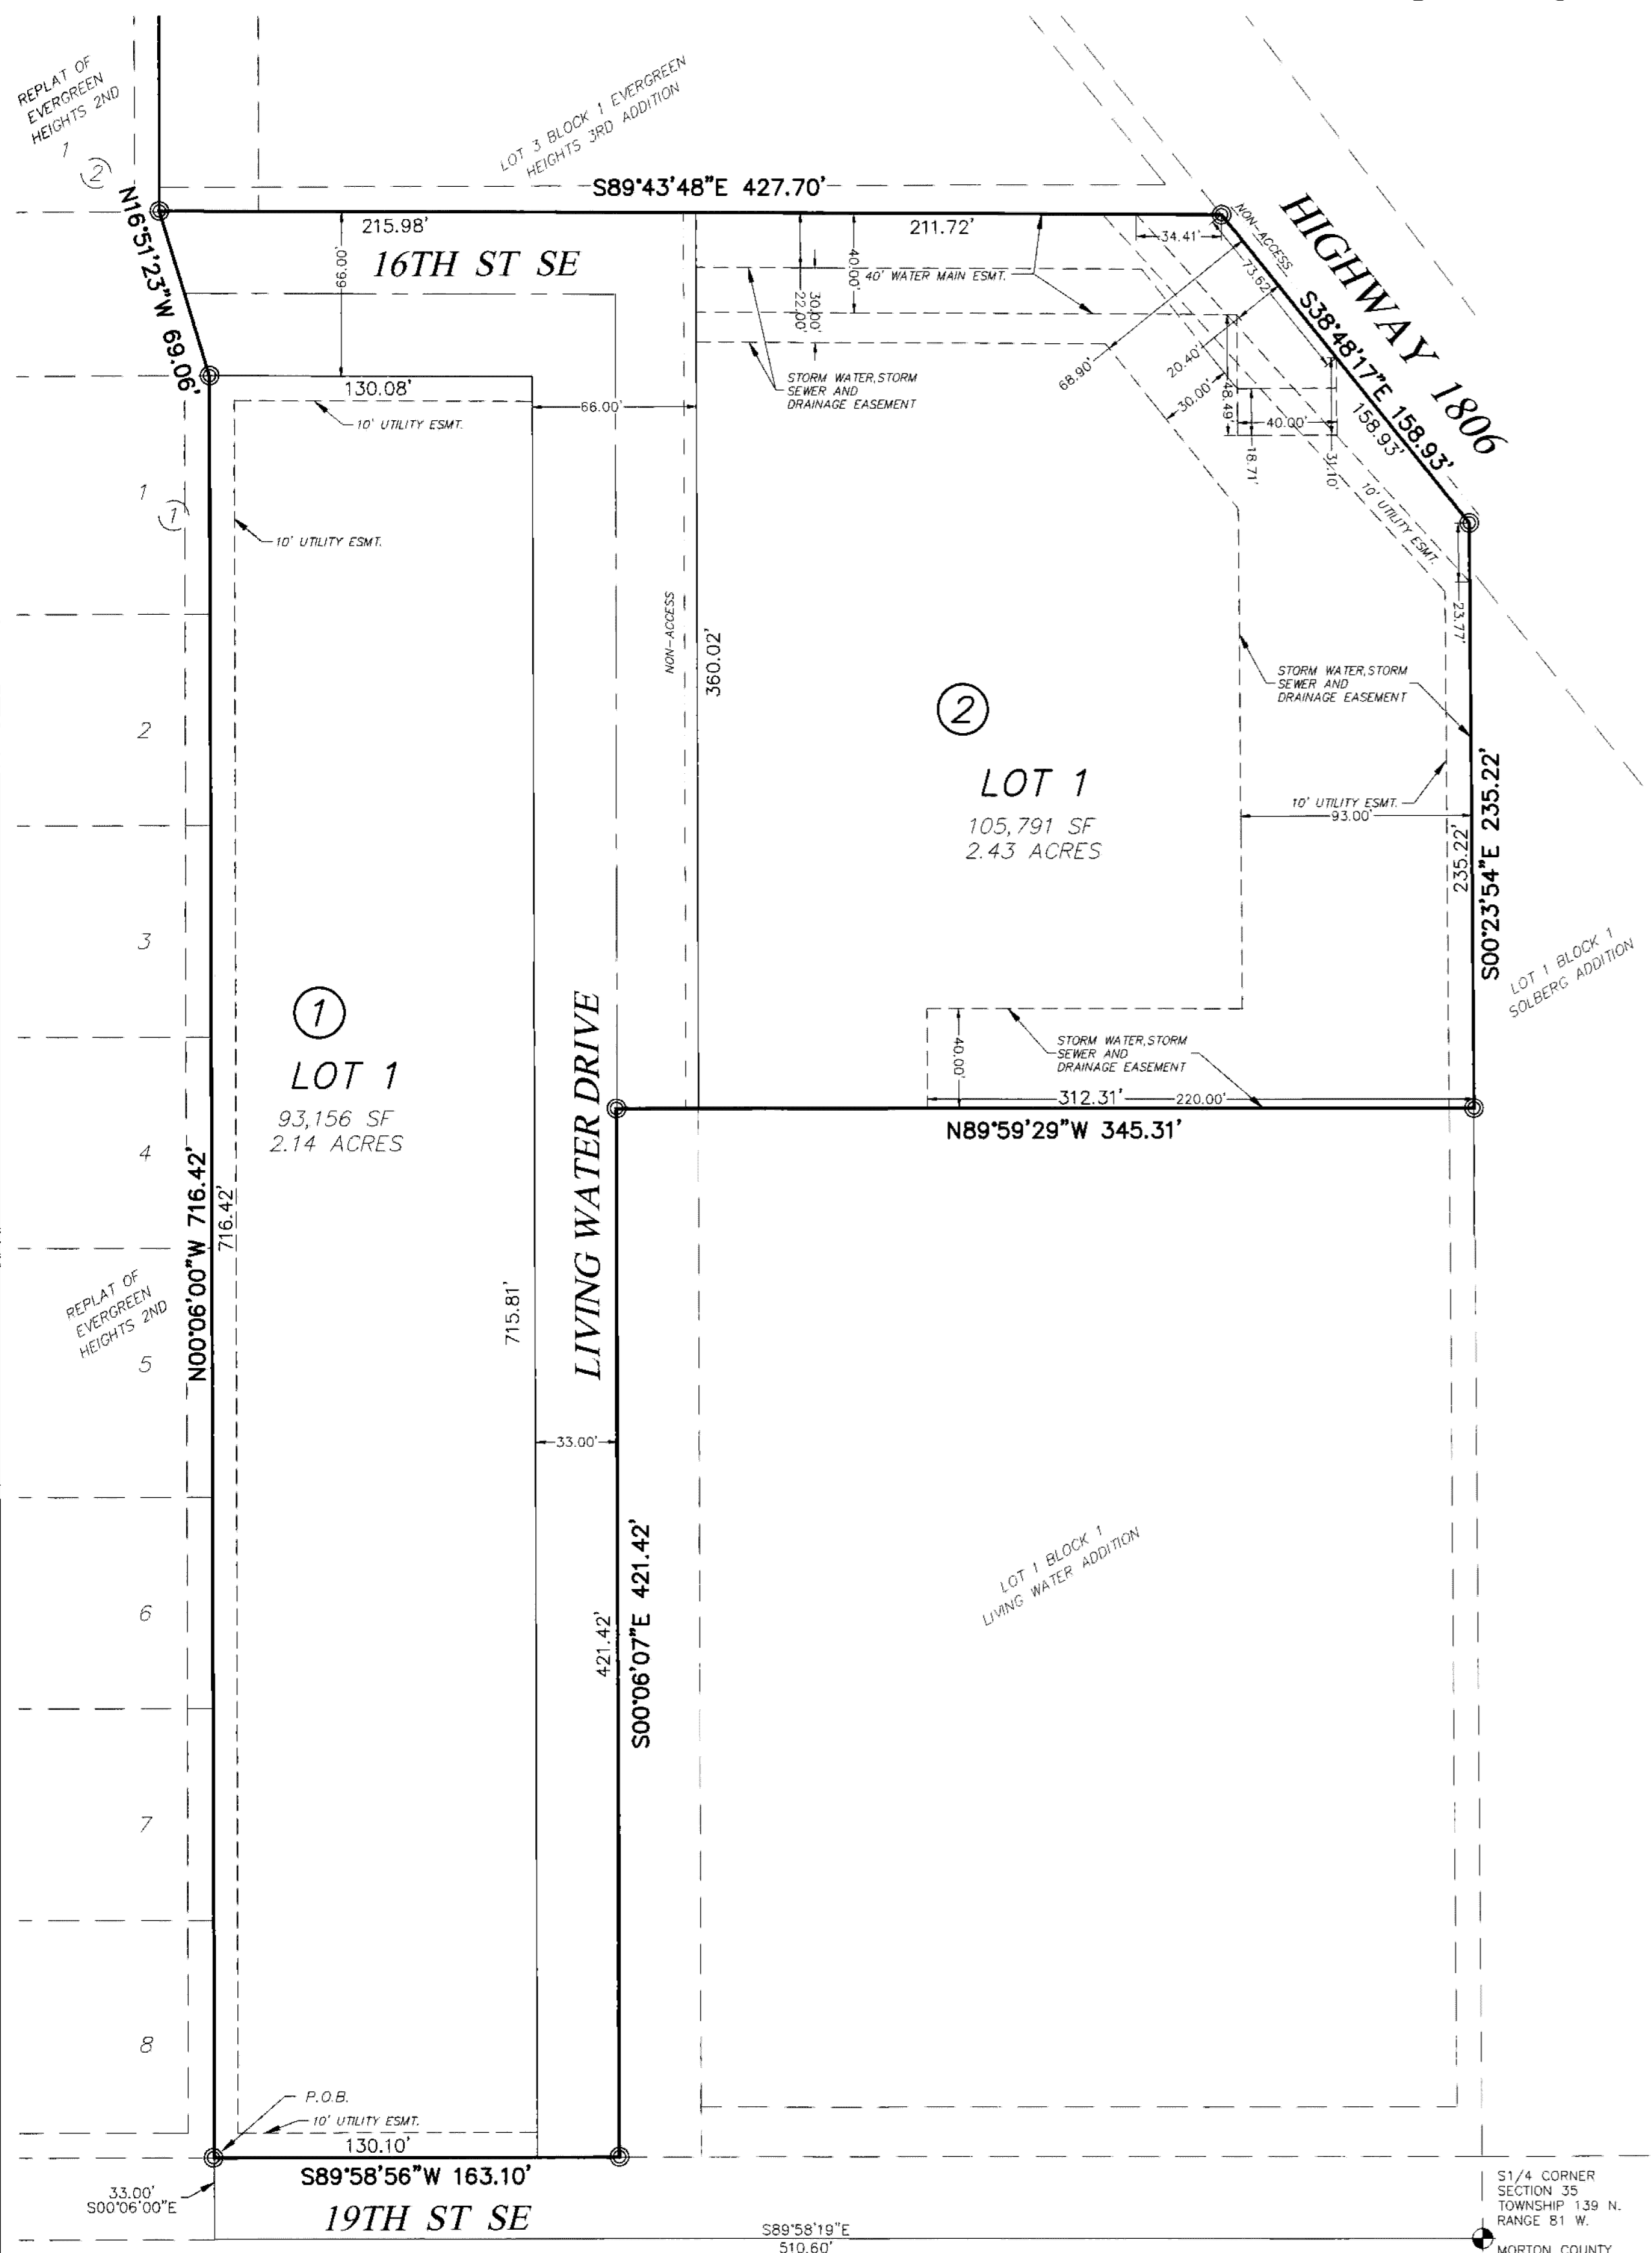 REPLAT OF
EVERGREEN
HEIGHTS 2ND
1
2
LOT 3 BLOCK 1 EVERGREEN
HEIGHTS 3RD ADDITION
S89°43'48"E 427.70'
N16°51'23"W 69.06'
215.98'
211.72'
34.41'
NON-ACCESS
HIGHWAY 1806
16TH ST SE
66.00'
40.00'
30.00'
22.00'
40' WATER MAIN ESMT.
73.62'
S38°48'17"E 158.93'
158.93'
68.90'
20.40'
30.00'
48.49'
40.00'
18.71'
31.10'
10' UTILITY ESMT.
STORM WATER,STORM
SEWER AND
DRAINAGE EASEMENT
130.08'
66.00'
10' UTILITY ESMT.
1
1
10' UTILITY ESMT.
23.77'
NON-ACCESS
360.02'
STORM WATER,STORM
SEWER AND
DRAINAGE EASEMENT
2
2
LOT 1
105,791 SF
2.43 ACRES
10' UTILITY ESMT.
93.00'
235.22'
S00°23'54"E 235.22'
3
LOT 1 BLOCK 1
SOLBERG ADDITION
1
LOT 1
93,156 SF
2.14 ACRES
LIVING WATER DRIVE
40.00'
STORM WATER,STORM
SEWER AND
DRAINAGE EASEMENT
312.31'
220.00'
N89°59'29"W 345.31'
4
N00°06'00"W 716.42'
716.42'
REPLAT OF
EVERGREEN
HEIGHTS 2ND
5
715.81'
33.00'
S00°06'07"E 421.42'
421.42'
LOT 1 BLOCK 1
LIVING WATER ADDITION
6
7
8
P.O.B.
10' UTILITY ESMT.
130.10'
S89°58'56"W 163.10'
33.00'
S00°06'00"E
19TH ST SE
S89°58'19"E
510.60'
S1/4 CORNER
SECTION 35
TOWNSHIP 139 N.
RANGE 81 W.
MORTON COUNTY